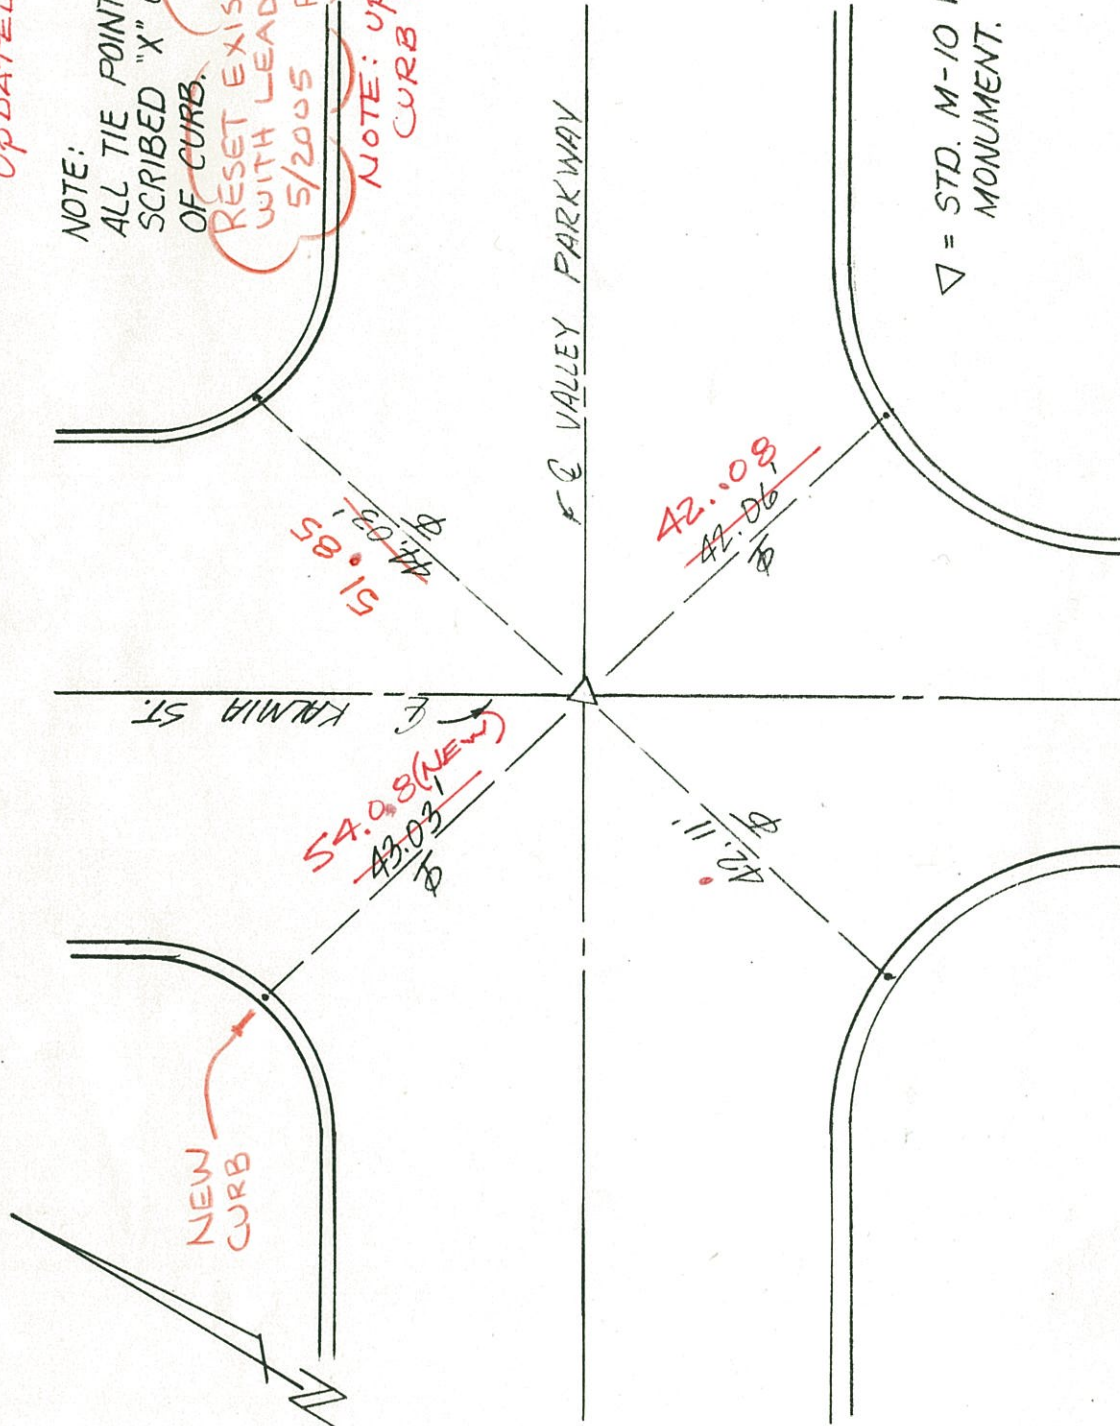 NOTE:
ALL TIE POINT
SCRIBED "X"
OF CURB.
RESET EXIS
WITH LEAD
5/2005
NOTE: UP
CURB
℄ VALLEY PARKWAY
= STD. M-10
MONUMENT.
51.85
44.03'
42.08
42.06'
℄ KALMIA ST.
54.08 (NEW)
43.03'
42.11'
NEW
CURB